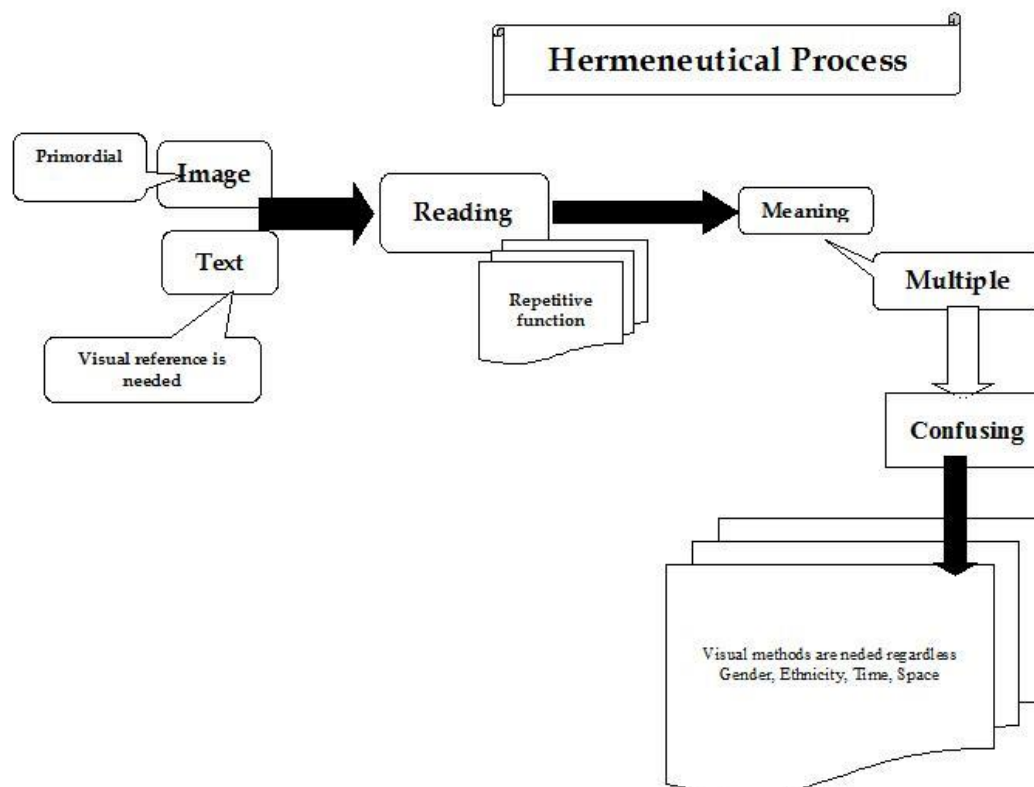 Hermeneutical Process
Primordial
Image
Text
Visual reference is
needed
Reading
Repetitive
function
Meaning
Multiple
Confusing
Visual methods are neded regardless
Gender, Ethnicity, Time, Space